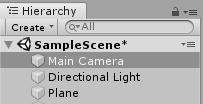 Hierarchy
Create All
SampleScene*
Main Camera
Directional Light
Plane